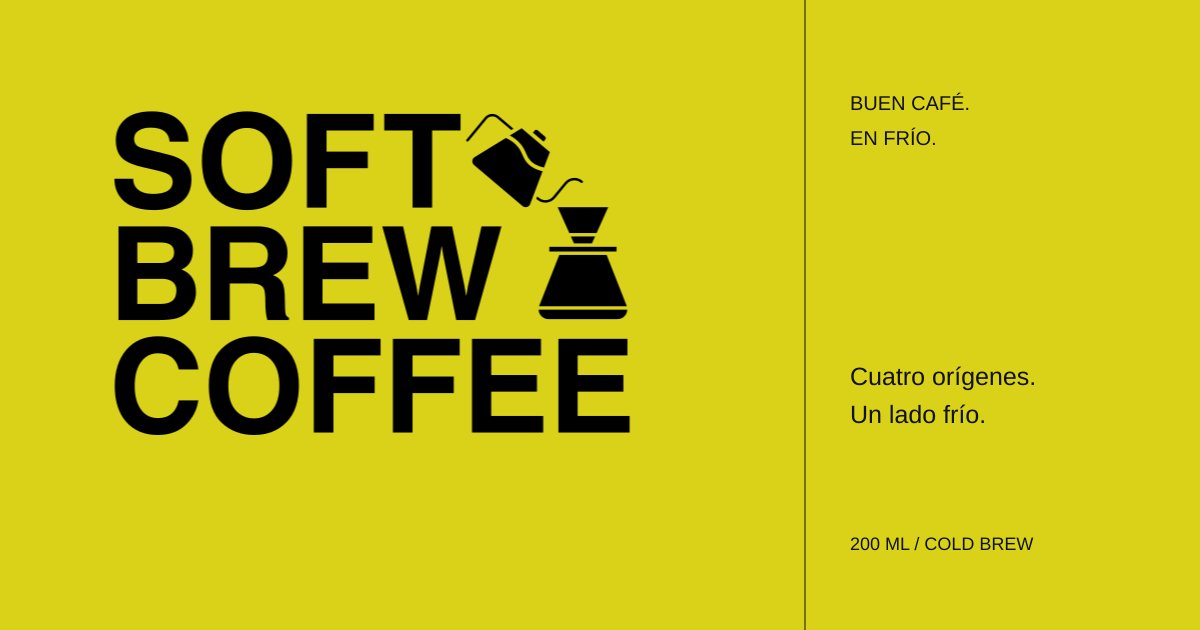 SOFT
BREW
COFFEE
BUEN CAFÉ.
EN FRÍO.
Cuatro orígenes.
Un lado frío.
200 ML / COLD BREW